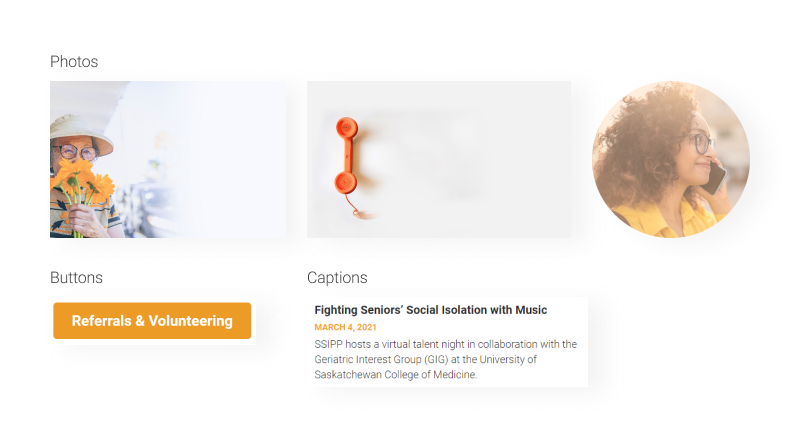 Photos
Buttons
Captions
Referrals & Volunteering
Fighting Seniors’ Social Isolation with Music
MARCH 4, 2021
SSIPP hosts a virtual talent night in collaboration with the
Geriatric Interest Group (GIG) at the University of
Saskatchewan College of Medicine.